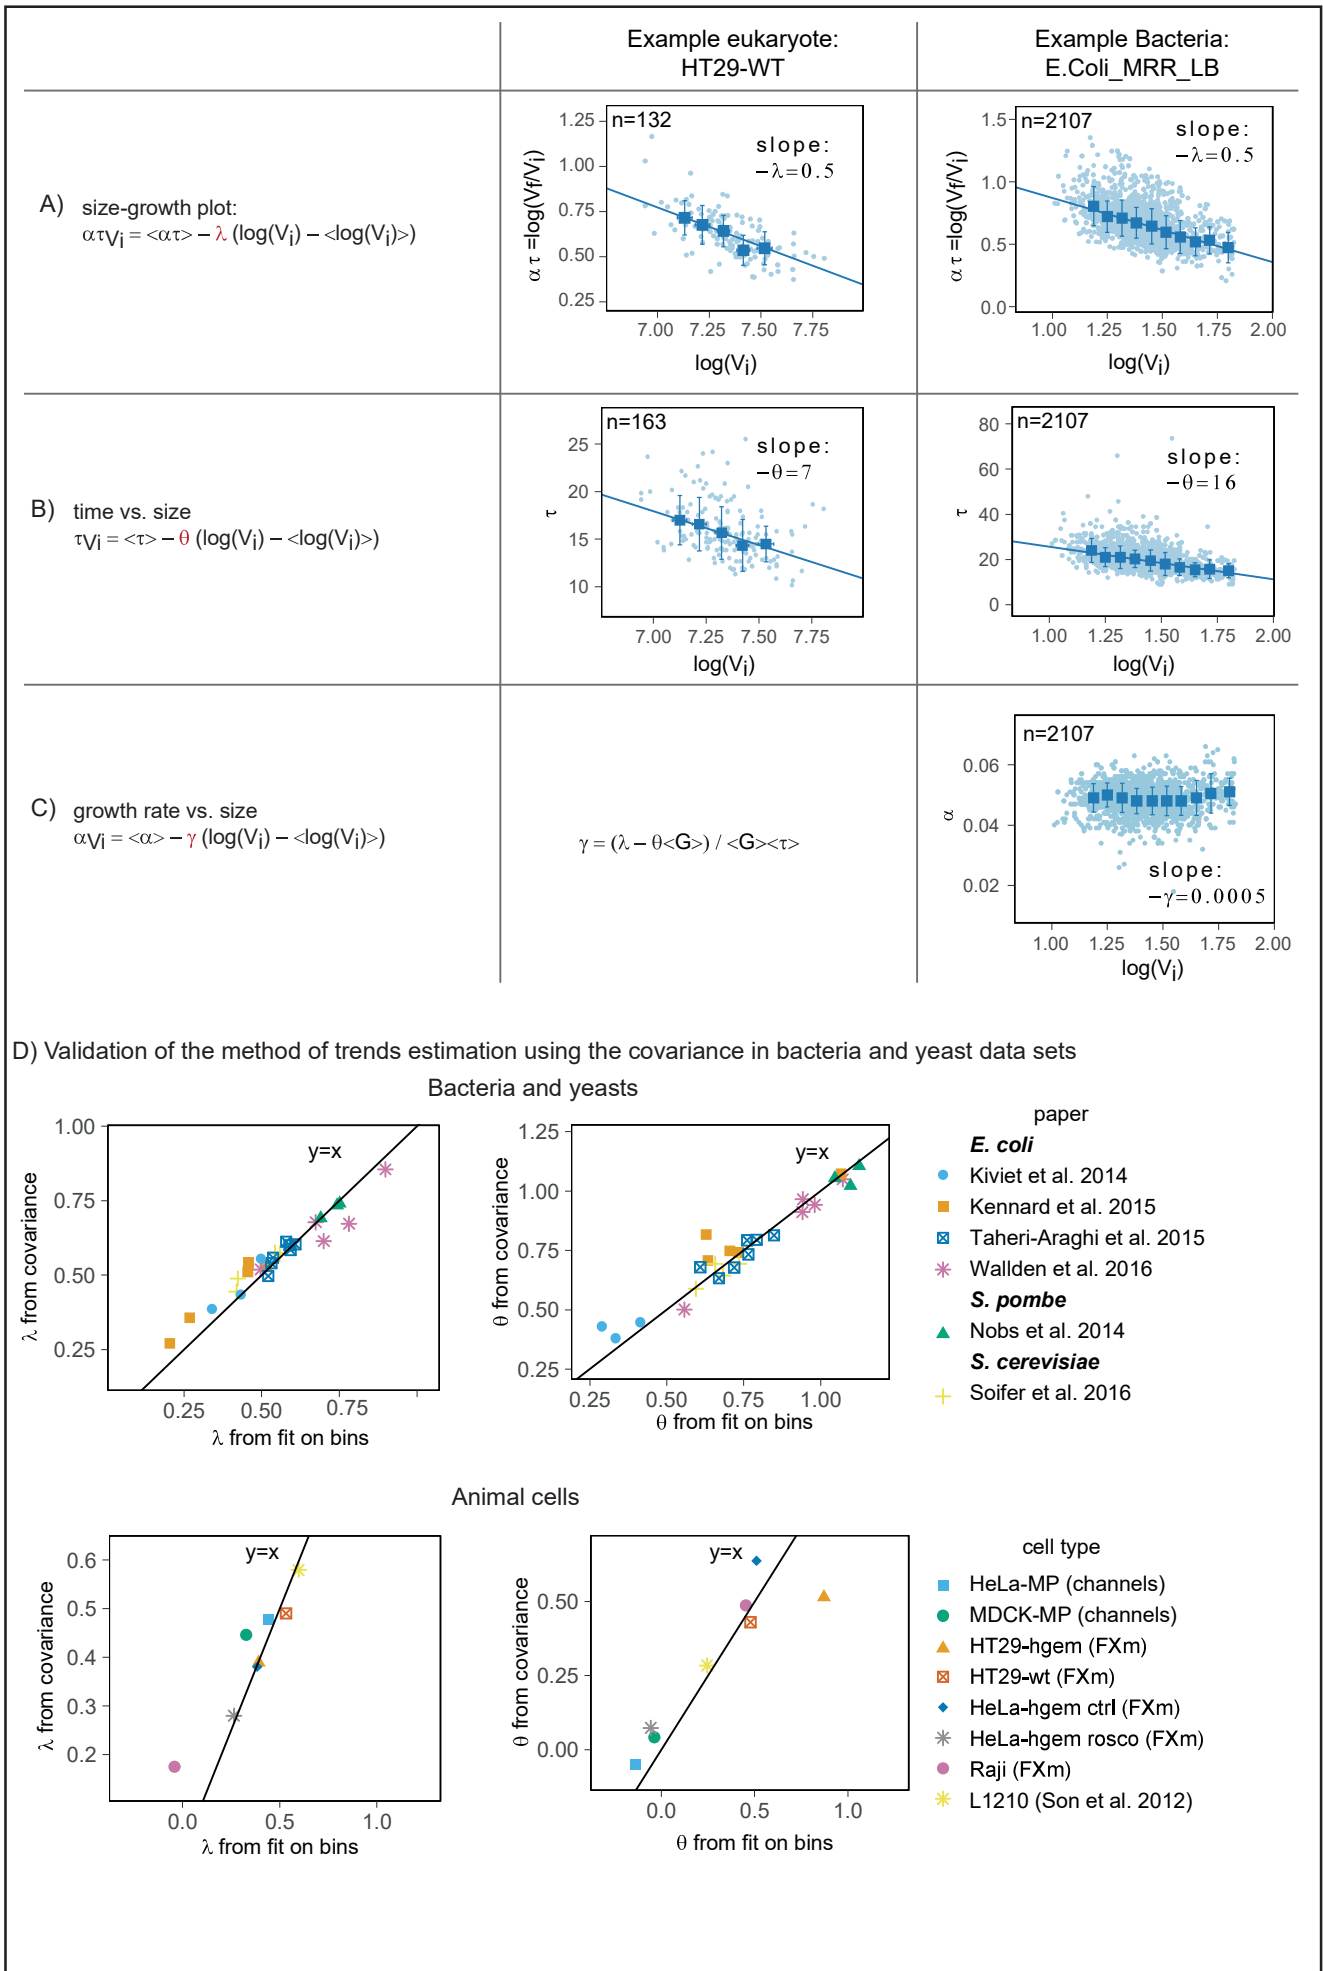 Example eukaryote:
HT29-WT
Example Bacteria:
E.Coli_MRR_LB
A) size-growth plot:
ατVi = <ατ> – λ (log(Vi) – <log(Vi)>)
n=132
slope:
−λ=0.5
α τ =log(Vf/Vi)
1.25
1.00
0.75
0.50
0.25
7.00 7.25 7.50 7.75
log(Vi)
n=2107
slope:
−λ=0.5
α τ =log(Vf/Vi)
1.5
1.0
0.5
0.0
1.00 1.25 1.50 1.75 2.00
log(Vi)
B) time vs. size
τVi = <τ> – θ (log(Vi) – <log(Vi)>)
n=163
slope:
−θ=7
τ
25
20
15
10
7.00 7.25 7.50 7.75
log(Vi)
n=2107
slope:
−θ=16
τ
80
60
40
20
0
1.00 1.25 1.50 1.75 2.00
log(Vi)
C) growth rate vs. size
αVi = <α> – γ (log(Vi) – <log(Vi)>)
γ = (λ – θ<G>) / <G><τ>
n=2107
slope:
−γ=0.0005
α
0.06
0.04
0.02
1.00 1.25 1.50 1.75 2.00
log(Vi)
D) Validation of the method of trends estimation using the covariance in bacteria and yeast data sets
Bacteria and yeasts
y=x
λ from covariance
1.00
0.75
0.50
0.25
0.25 0.50 0.75
λ from fit on bins
y=x
θ from covariance
1.25
1.00
0.75
0.50
0.25
0.25 0.50 0.75 1.00
θ from fit on bins
paper
E. coli
Kiviet et al. 2014
Kennard et al. 2015
Taheri-Araghi et al. 2015
Wallden et al. 2016
S. pombe
Nobs et al. 2014
S. cerevisiae
Soifer et al. 2016
Animal cells
y=x
λ from covariance
0.6
0.5
0.4
0.3
0.2
0.0 0.5 1.0
λ from fit on bins
y=x
θ from covariance
0.50
0.25
0.00
0.0 0.5 1.0
θ from fit on bins
cell type
HeLa-MP (channels)
MDCK-MP (channels)
HT29-hgem (FXm)
HT29-wt (FXm)
HeLa-hgem ctrl (FXm)
HeLa-hgem rosco (FXm)
Raji (FXm)
L1210 (Son et al. 2012)